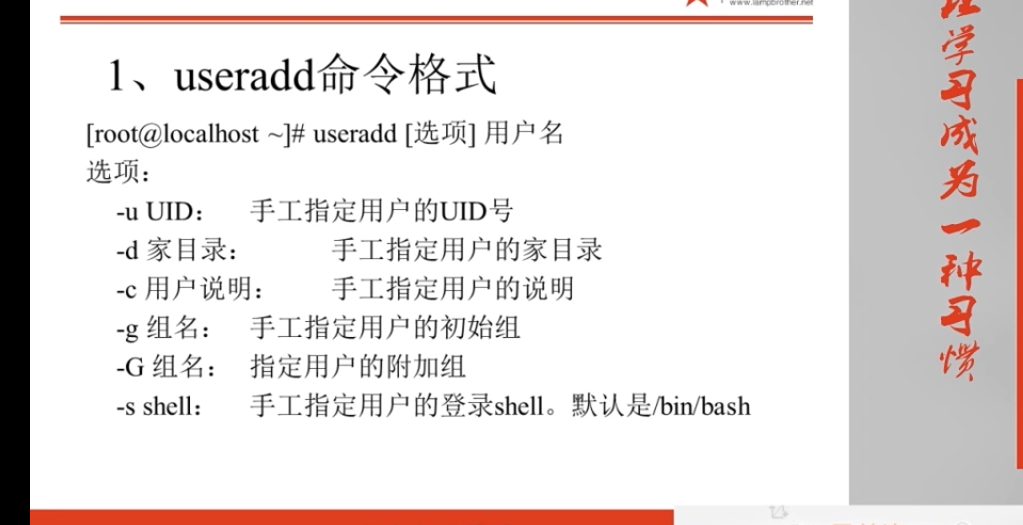 www.lampbrother.net
1、useradd命令格式
[root@localhost ~]# useradd [选项] 用户名
选项：
-u UID： 手工指定用户的UID号
-d 家目录： 手工指定用户的家目录
-c 用户说明： 手工指定用户的说明
-g 组名： 手工指定用户的初始组
-G 组名： 指定用户的附加组
-s shell： 手工指定用户的登录shell。默认是/bin/bash
学习成为一种习惯